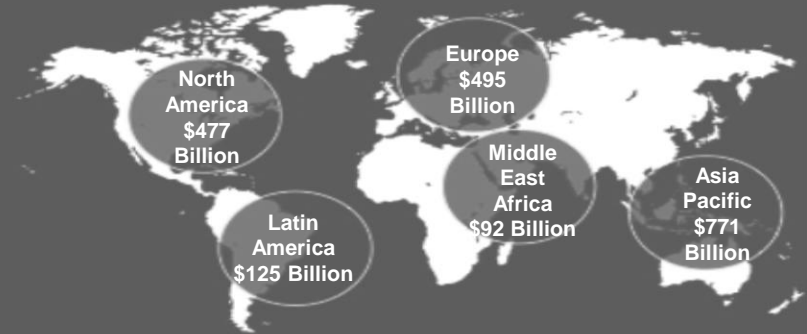 North
America
$477
Billion
Europe
$495
Billion
Middle
East
Africa
$92 Billion
Asia
Pacific
$771
Billion
Latin
America
$125 Billion